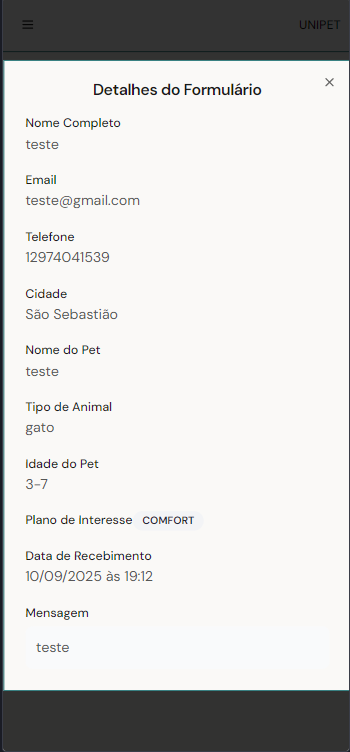 UNIPET
Detalhes do Formulário
Nome Completo
teste
Email
teste@gmail.com
Telefone
12974041539
Cidade
São Sebastião
Nome do Pet
teste
Tipo de Animal
gato
Idade do Pet
3-7
Plano de Interesse COMFORT
Data de Recebimento
10/09/2025 às 19:12
Mensagem
teste